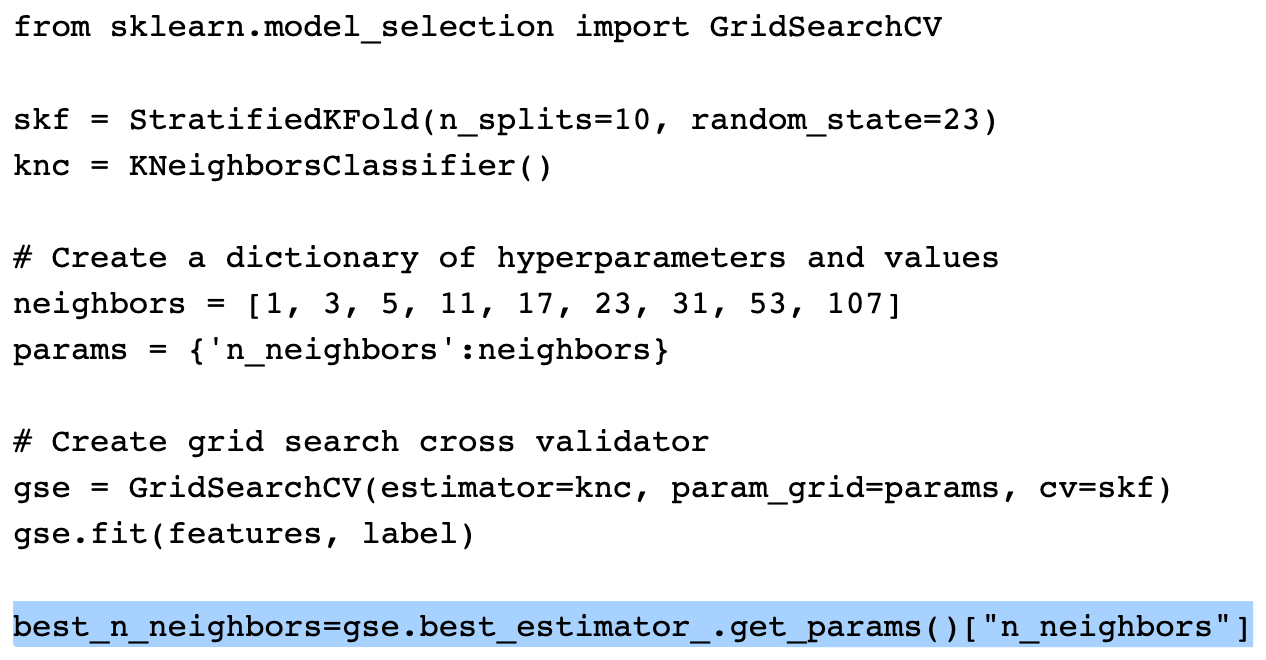 from sklearn.model_selection import GridSearchCV
skf = StratifiedKFold(n_splits=10, random_state=23)
knc = KNeighborsClassifier()
# Create a dictionary of hyperparameters and values
neighbors = [1, 3, 5, 11, 17, 23, 31, 53, 107]
params = {'n_neighbors':neighbors}
# Create grid search cross validator
gse = GridSearchCV(estimator=knc, param_grid=params, cv=skf)
gse.fit(features, label)
best_n_neighbors=gse.best_estimator_.get_params()["n_neighbors"]